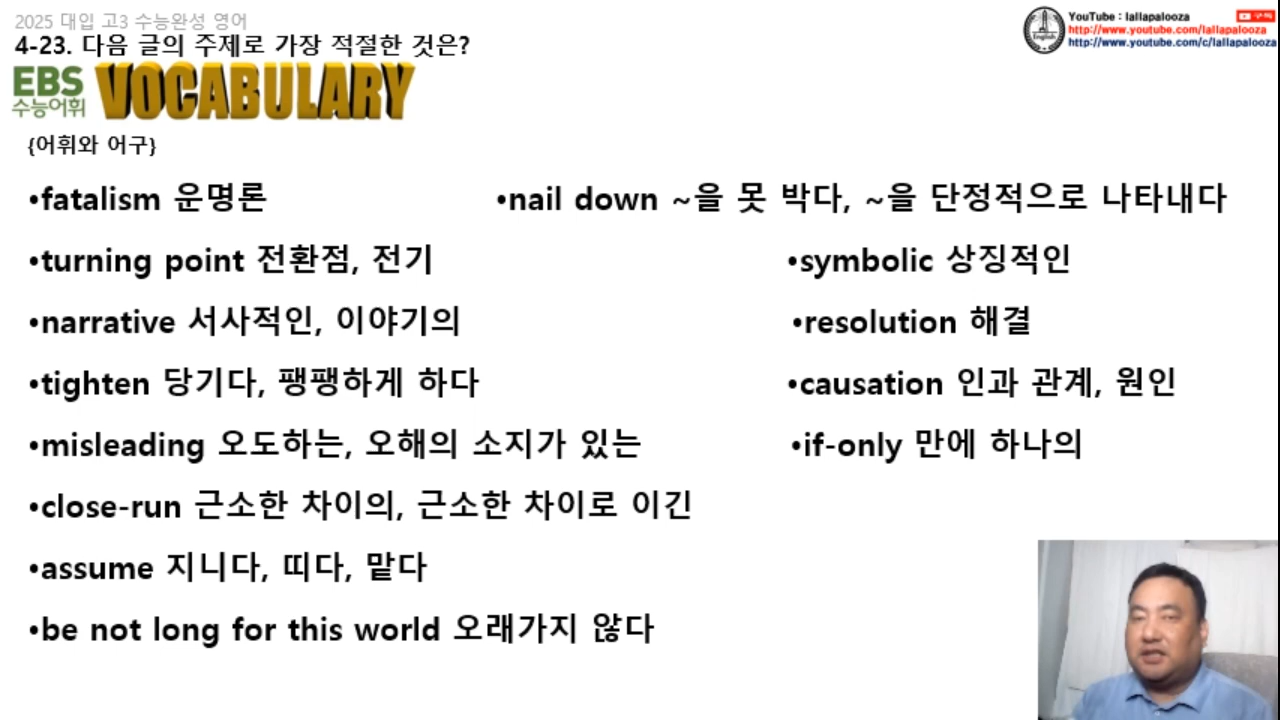 2025 대입 고3 수능완성 영어
4-23. 다음 글의 주제로 가장 적절한 것은?
YouTube : lallapalooza
구독
http://www.youtube.com/lallapalooza
http://www.youtube.com/c/lallapalooza
English
EBS
수능어휘
VOCABULARY
{어휘와 어구}
•fatalism 운명론
•nail down ~을 못 박다, ~을 단정적으로 나타내다
•turning point 전환점, 전기
•symbolic 상징적인
•narrative 서사적인, 이야기의
•resolution 해결
•tighten 당기다, 팽팽하게 하다
•causation 인과 관계, 원인
•misleading 오도하는, 오해의 소지가 있는
•if-only 만에 하나의
•close-run 근소한 차이의, 근소한 차이로 이긴
•assume 지니다, 띠다, 맡다
•be not long for this world 오래가지 않다